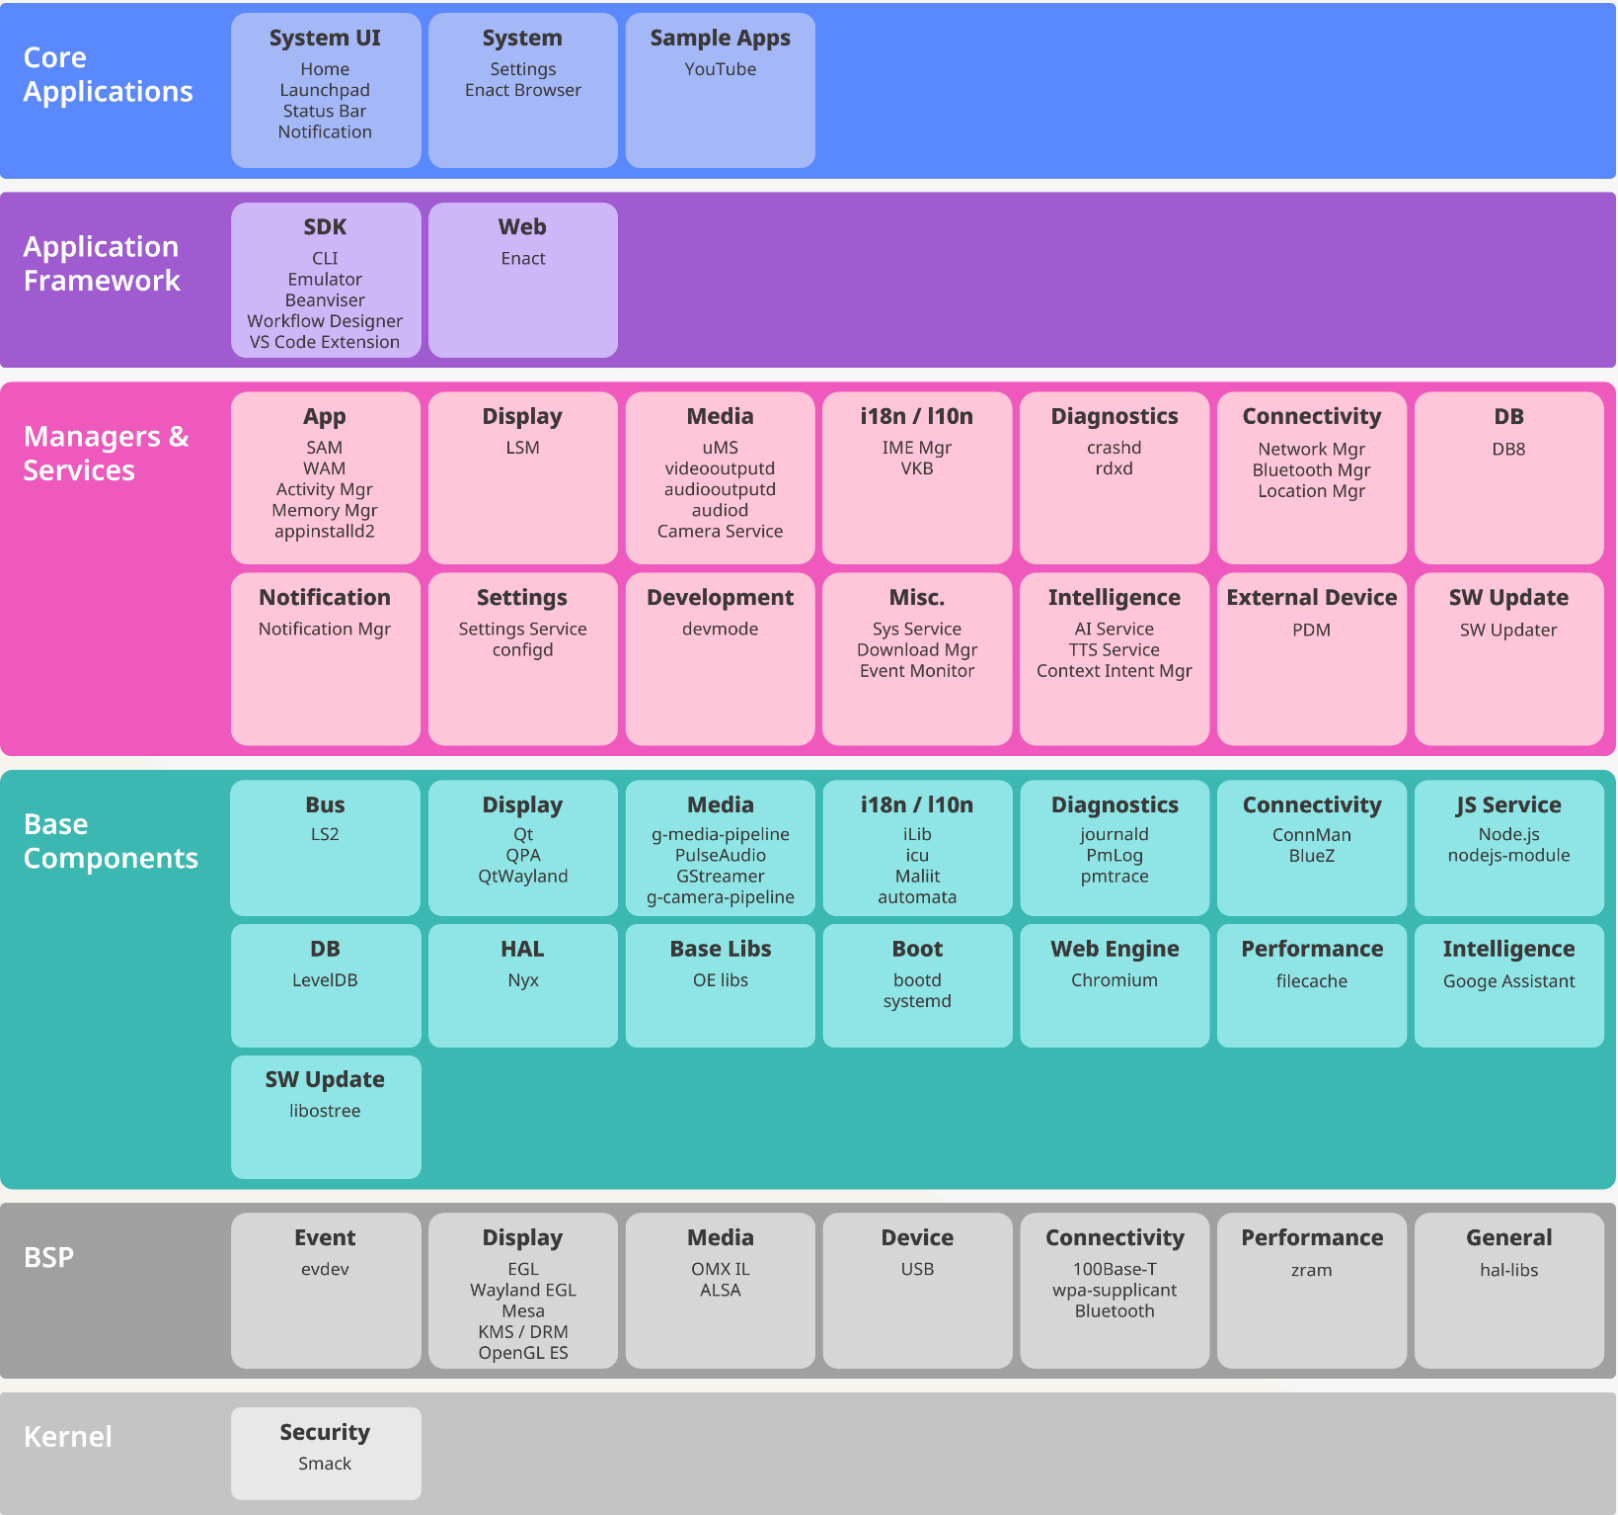 Core
Applications
System UI
Home
Launchpad
Status Bar
Notification
System
Settings
Enact Browser
Sample Apps
YouTube
Application
Framework
SDK
CLI
Emulator
Beanviser
Workflow Designer
VS Code Extension
Web
Enact
Managers &
Services
App
SAM
WAM
Activity Mgr
Memory Mgr
appinstalld2
Display
LSM
Media
uMS
videooutputd
audiooutputd
audiod
Camera Service
i18n / l10n
IME Mgr
VKB
Diagnostics
crashd
rdxd
Connectivity
Network Mgr
Bluetooth Mgr
Location Mgr
DB
DB8
Notification
Notification Mgr
Settings
Settings Service
configd
Development
devmode
Misc.
Sys Service
Download Mgr
Event Monitor
Intelligence
AI Service
TTS Service
Context Intent Mgr
External Device
PDM
SW Update
SW Updater
Base
Components
Bus
LS2
Display
Qt
QPA
QtWayland
Media
g-media-pipeline
PulseAudio
GStreamer
g-camera-pipeline
i18n / l10n
iLib
icu
Maliit
automata
Diagnostics
journald
PmLog
pmtrace
Connectivity
ConnMan
BlueZ
JS Service
Node.js
nodejs-module
DB
LevelDB
HAL
Nyx
Base Libs
OE libs
Boot
bootd
systemd
Web Engine
Chromium
Performance
filecache
Intelligence
Googe Assistant
SW Update
libostree
BSP
Event
evdev
Display
EGL
Wayland EGL
Mesa
KMS / DRM
OpenGL ES
Media
OMX IL
ALSA
Device
USB
Connectivity
100Base-T
wpa-supplicant
Bluetooth
Performance
zram
General
hal-libs
Kernel
Security
Smack